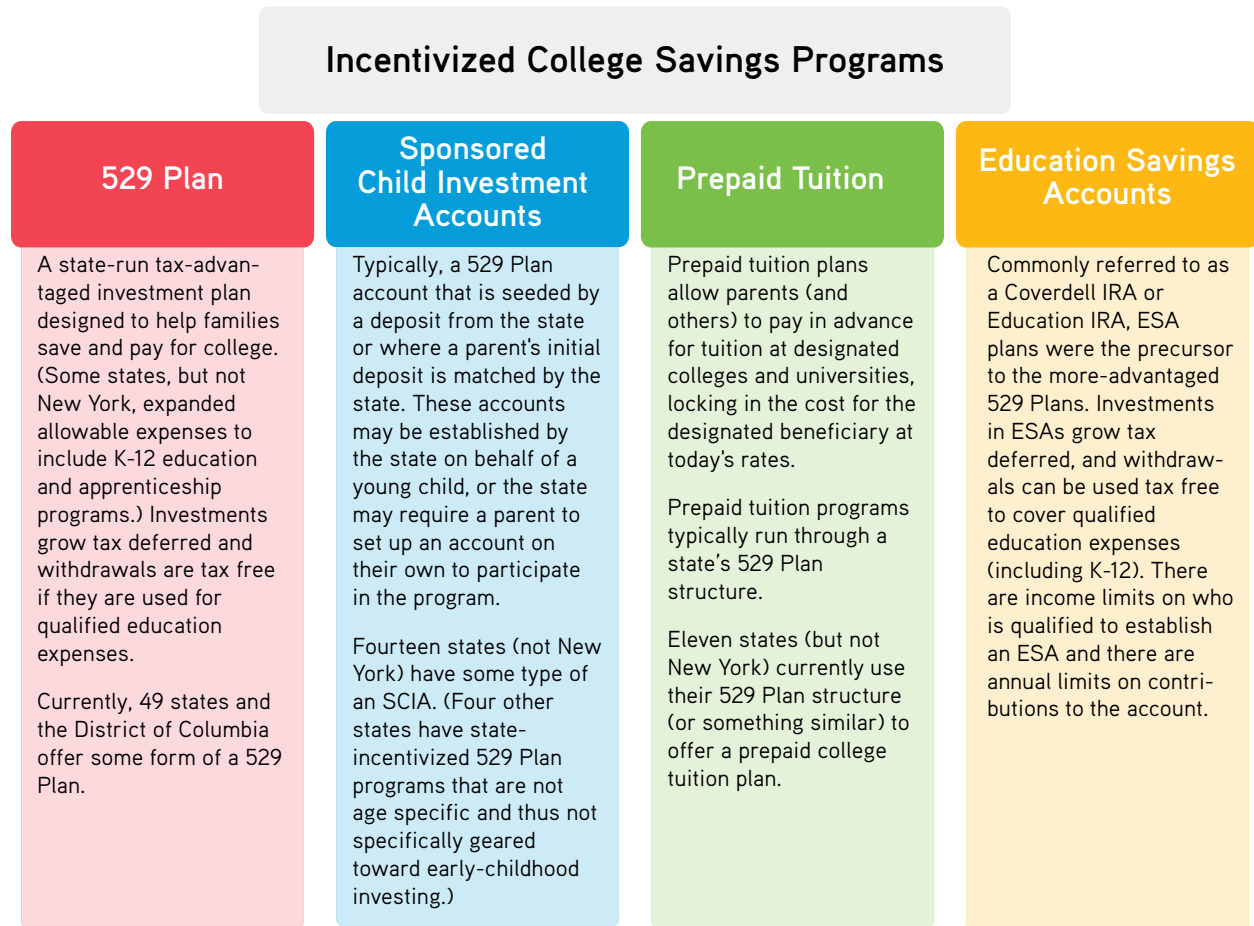 Incentivized College Savings Programs
529 Plan
A state-run tax-advan-
taged investment plan
designed to help families
save and pay for college.
(Some states, but not
New York, expanded
allowable expenses to
include K-12 education
and apprenticeship
programs.) Investments
grow tax deferred and
withdrawals are tax free
if they are used for
qualified education
expenses.
Currently, 49 states and
the District of Columbia
offer some form of a 529
Plan.
Sponsored
Child Investment
Accounts
Typically, a 529 Plan
account that is seeded by
a deposit from the state
or where a parent's initial
deposit is matched by the
state. These accounts
may be established by
the state on behalf of a
young child, or the state
may require a parent to
set up an account on
their own to participate
in the program.
Fourteen states (not New
York) have some type of
an SCIA. (Four other
states have state-
incentivized 529 Plan
programs that are not
age specific and thus not
specifically geared
toward early-childhood
investing.)
Prepaid Tuition
Prepaid tuition plans
allow parents (and
others) to pay in advance
for tuition at designated
colleges and universities,
locking in the cost for the
designated beneficiary at
today's rates.
Prepaid tuition programs
typically run through a
state’s 529 Plan
structure.
Eleven states (but not
New York) currently use
their 529 Plan structure
(or something similar) to
offer a prepaid college
tuition plan.
Education Savings
Accounts
Commonly referred to as
a Coverdell IRA or
Education IRA, ESA
plans were the precursor
to the more-advantaged
529 Plans. Investments
in ESAs grow tax
deferred, and withdraw-
als can be used tax free
to cover qualified
education expenses
(including K-12). There
are income limits on who
is qualified to establish
an ESA and there are
annual limits on contri-
butions to the account.